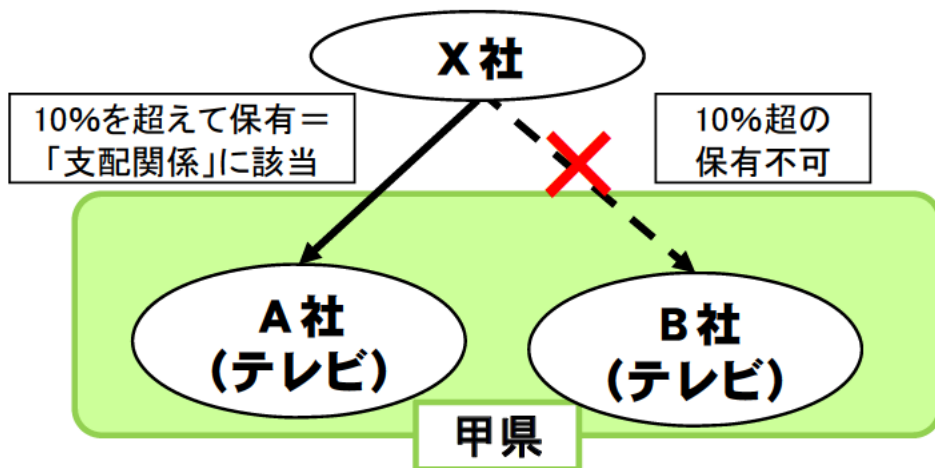 X社
10%を超えて保有＝
「支配関係」に該当
10%超の
保有不可
A社
(テレビ)
B社
(テレビ)
甲県